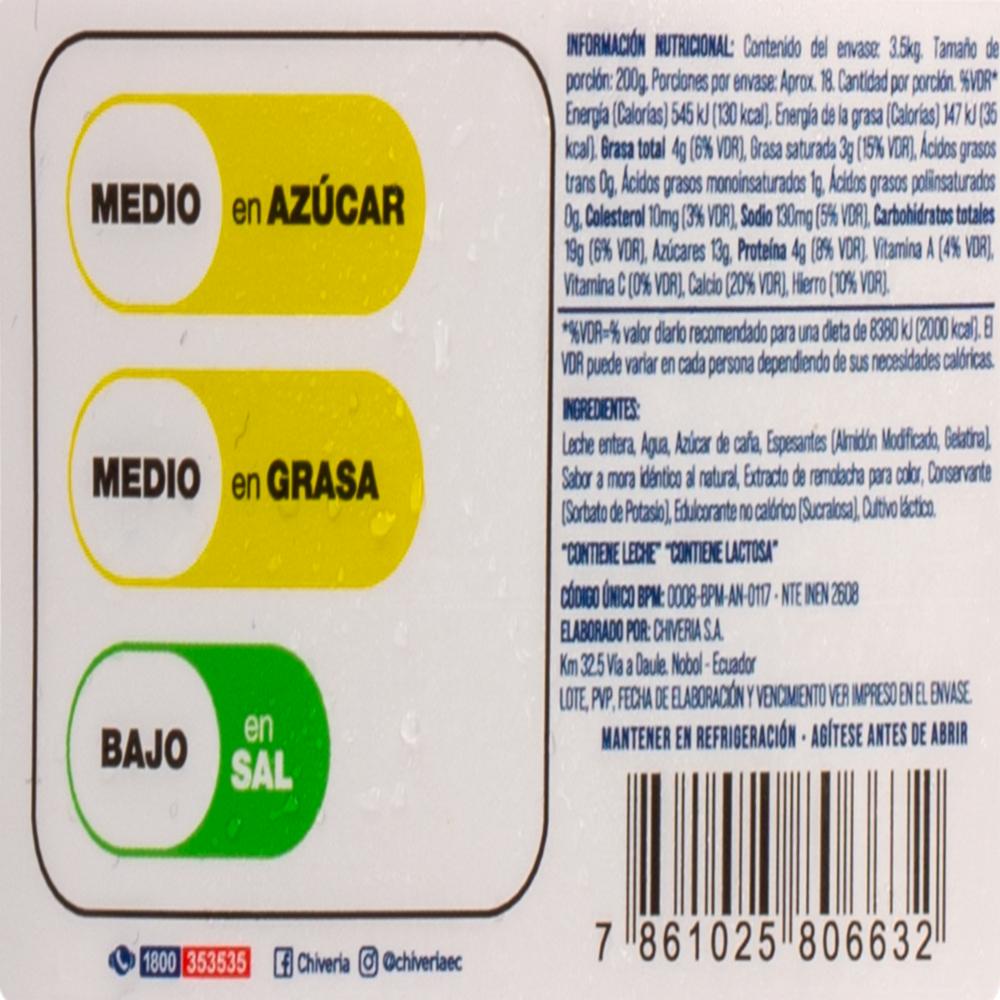 MEDIO en AZÚCAR
MEDIO en GRASA
BAJO en SAL
1800 353535 Chiveria @chiveriaec
INFORMACIÓN NUTRICIONAL: Contenido del envase: 3.5kg. Tamaño de
porción: 200g, Porciones por envase: Aprox. 18. Cantidad por porción. %VDR*
Energía (Calorías) 545 kJ (130 kcal). Energía de la grasa (Calorías) 147 kJ (35
kcal). Grasa total 4g (6% VDR), Grasa saturada 3g (15% VDR), Ácidos grasos
trans 0g, Ácidos grasos monoinsaturados 1g, Ácidos grasos poliinsaturados
0g, Colesterol 10mg (3% VDR), Sodio 130mg (5% VDR), Carbohidratos totales
19g (6% VDR), Azúcares 13g, Proteína 4g (8% VDR). Vitamina A (4% VDR),
Vitamina C (0% VDR), Calcio (20% VDR), Hierro (10% VDR).
*%VDR=% valor diario recomendado para una dieta de 8380 kJ (2000 kcal). El
VDR puede variar en cada persona dependiendo de sus necesidades calóricas.
INGREDIENTES:
Leche entera, Agua, Azúcar de caña, Espesantes (Almidón Modificado, Gelatina),
Sabor a mora idéntico al natural, Extracto de remolacha para color, Conservante
(Sorbato de Potasio), Edulcorante no calórico (Sucralosa), Cultivo láctico.
"CONTIENE LECHE" "CONTIENE LACTOSA"
CÓDIGO ÚNICO BPM: 0008-BPM-AN-0117 - NTE INEN 2608
ELABORADO POR: CHIVERIA S.A.
Km 32.5 Vía a Daule. Nobol - Ecuador
LOTE, PVP, FECHA DE ELABORACIÓN Y VENCIMIENTO VER IMPRESO EN EL ENVASE.
MANTENER EN REFRIGERACIÓN · AGÍTESE ANTES DE ABRIR
7 861025 806632